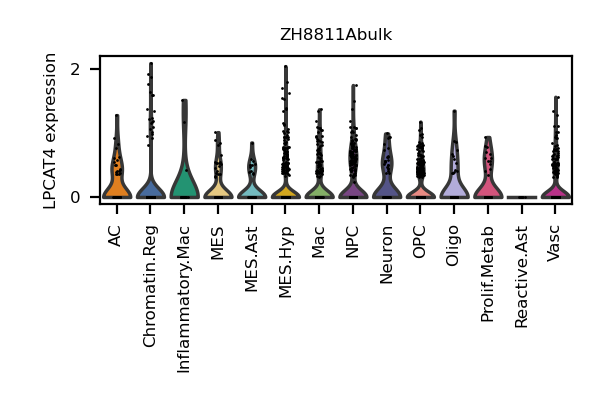 ZH8811Abulk
LPCAT4 expression
2
0
AC
Chromatin.Reg
Inflammatory.Mac
MES
MES.Ast
MES.Hyp
Mac
NPC
Neuron
OPC
Oligo
Prolif.Metab
Reactive.Ast
Vasc